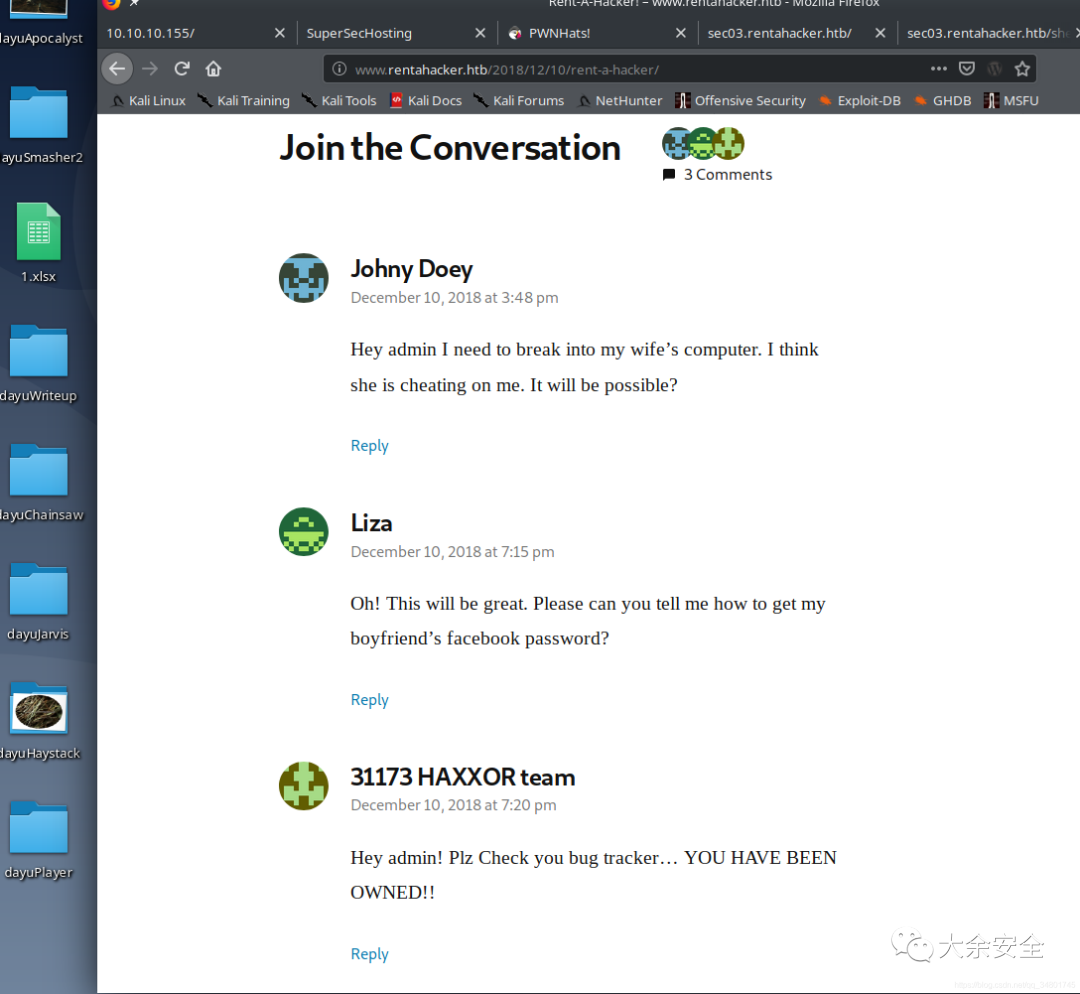 Rent-A-Hacker! – www.rentahacker.htb - Mozilla Firefox
10.10.10.155/
SuperSecHosting
PWNHats!
sec03.rentahacker.htb/
sec03.rentahacker.htb/she
www.rentahacker.htb/2018/12/10/rent-a-hacker/
Kali Linux
Kali Training
Kali Tools
Kali Docs
Kali Forums
NetHunter
Offensive Security
Exploit-DB
GHDB
MSFU
dayuApocalyst
ayuSmasher2
1.xlsx
dayuWriteup
dayuChainsaw
dayuJarvis
dayuHaystack
dayuPlayer
Join the Conversation
3 Comments
Johny Doey
December 10, 2018 at 3:48 pm
Hey admin I need to break into my wife’s computer. I think
she is cheating on me. It will be possible?
Reply
Liza
December 10, 2018 at 7:15 pm
Oh! This will be great. Please can you tell me how to get my
boyfriend’s facebook password?
Reply
31173 HAXXOR team
December 10, 2018 at 7:20 pm
Hey admin! Plz Check you bug tracker… YOU HAVE BEEN
OWNED!!
Reply
大余安全